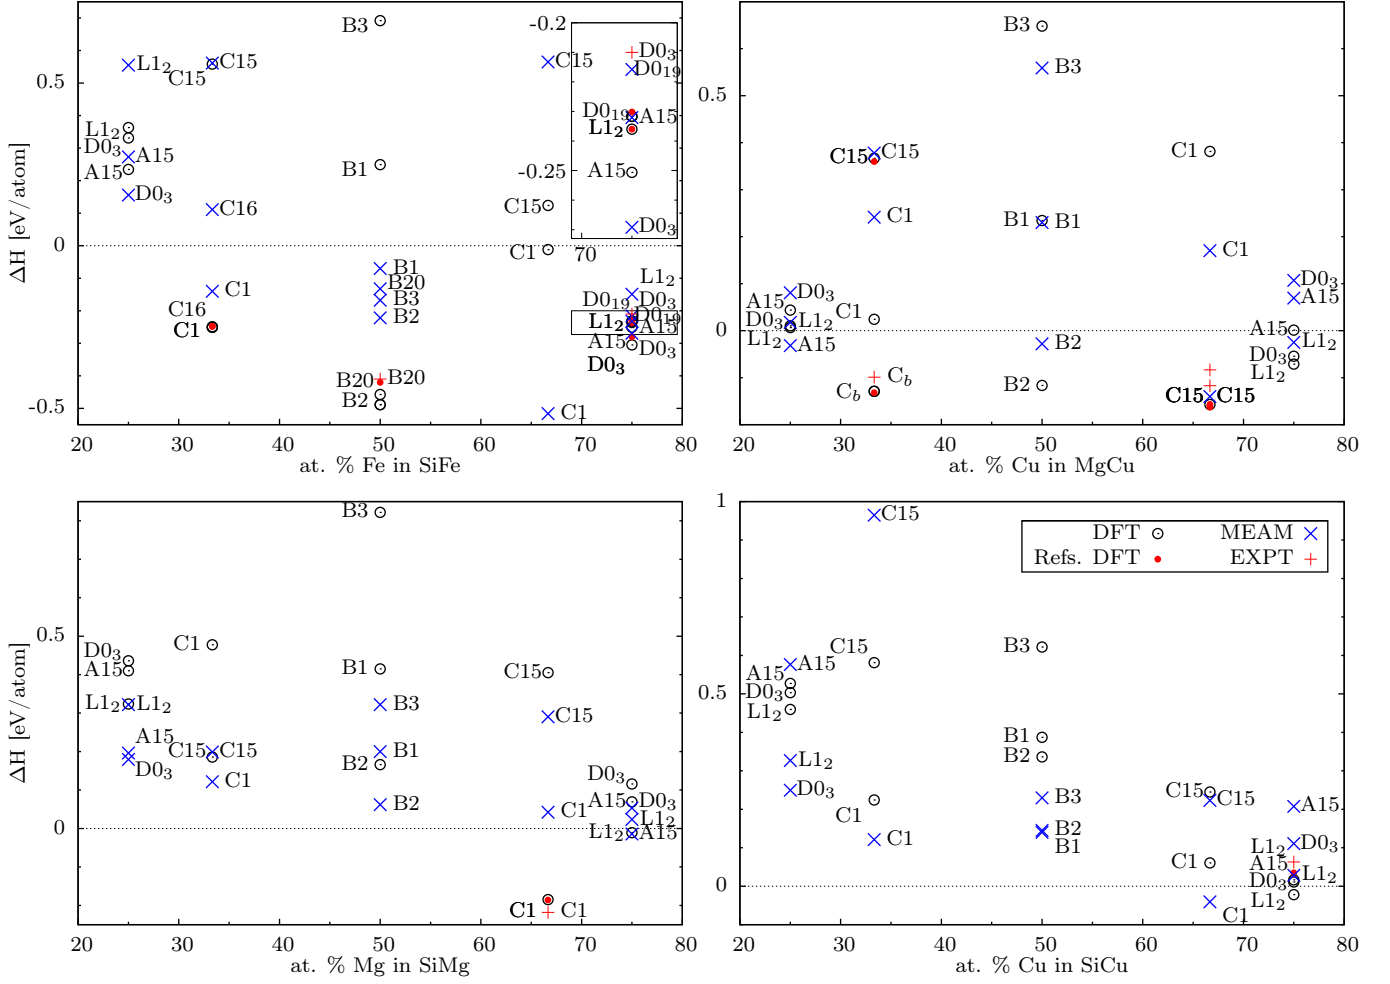 ΔH [eV/atom]
0.5
0
-0.5
20 30 40 50 60 70 80
at. % Fe in SiFe
L1₂
C15
C15
B3
C15
L1₂
D0₃
A15
A15
D0₃
C16
B1
C15
C1
C1
C16
C1
B1
B20
B3
B2
B20
B20
B2
C1
L1₂
D0₁₉
D0₃
D0₁₉
L1₂
A15
A15
D0₃
D0₃
-0.2
-0.25
70
D0₃
D0₁₉
D0₁₉
A15
L1₂
A15
D0₃
0.5
0
20 30 40 50 60 70 80
at. % Cu in MgCu
B3
B3
C15
C15
C1
C1
B1
B1
C1
D0₃
A15
D0₃
L1₂
L1₂
A15
C1
B2
B2
C_b
C_b
D0₃
A15
A15
L1₂
D0₃
L1₂
C15
C15
ΔH [eV/atom]
0.5
0
20 30 40 50 60 70 80
at. % Mg in SiMg
B3
D0₃
A15
C1
B1
C15
L1₂
L1₂
B3
C15
A15
D0₃
C15
C15
C1
B1
B2
B2
C1
D0₃
A15
D0₃
L1₂
L1₂
A15
C1
C1
1
0.5
0
20 30 40 50 60 70 80
at. % Cu in SiCu
DFT
MEAM
Refs. DFT
EXPT
C15
C15
B3
A15
A15
D0₃
L1₂
L1₂
D0₃
B1
B2
C1
C1
B3
B2
B1
C15
C15
C1
C1
A15
D0₃
L1₂
A15
L1₂
D0₃
L1₂